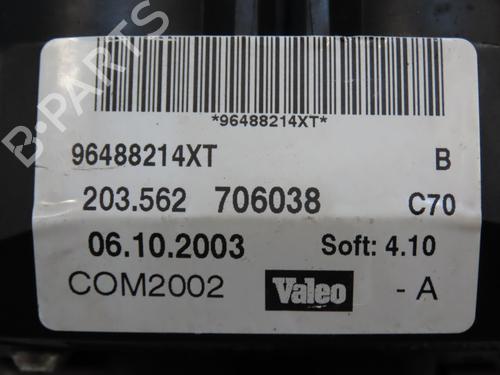 *96488214XT*
96488214XT B
203.562 706038 C70
06.10.2003 Soft: 4.10
COM2002 Valeo - A
B-PARTS